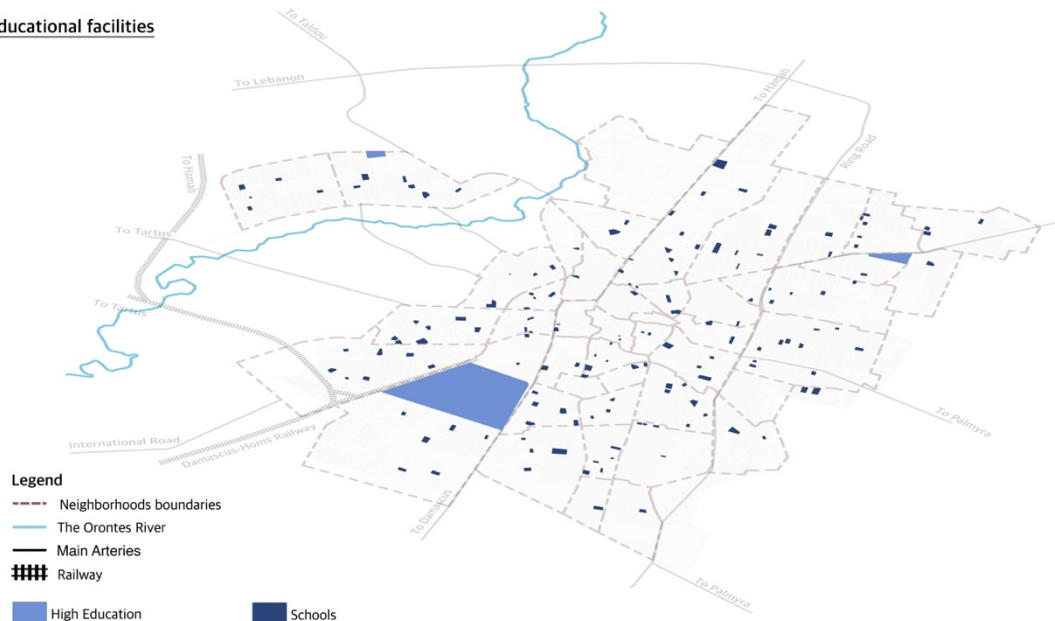 ducational facilities
To Taldou
To Lebanon
To Hamah
Ring Road
To Hamah
To Tartus
To Tartus
International Road
Damascus-Homs Railway
To Damascus
To Palmyra
To Palmyra
Legend
Neighborhoods boundaries
The Orontes River
Main Arteries
Railway
High Education
Schools